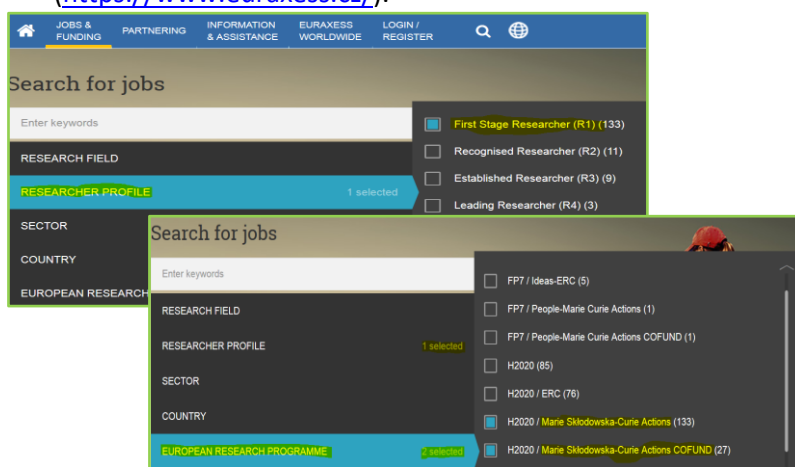 (https://www.euraxess.cz/).
JOBS &
FUNDING
PARTNERING
INFORMATION
& ASSISTANCE
EURAXESS
WORLDWIDE
LOGIN /
REGISTER
Search for jobs
Enter keywords
RESEARCH FIELD
RESEARCHER PROFILE 1 selected
SECTOR
COUNTRY
EUROPEAN RESEARCH
First Stage Researcher (R1) (133)
Recognised Researcher (R2) (11)
Established Researcher (R3) (9)
Leading Researcher (R4) (3)
Search for jobs
Enter keywords
RESEARCH FIELD
RESEARCHER PROFILE 1 selected
SECTOR
COUNTRY
EUROPEAN RESEARCH PROGRAMME 2 selected
FP7 / Ideas-ERC (5)
FP7 / People-Marie Curie Actions (1)
FP7 / People-Marie Curie Actions COFUND (1)
H2020 (85)
H2020 / ERC (76)
H2020 / Marie Skłodowska-Curie Actions (133)
H2020 / Marie Skłodowska-Curie Actions COFUND (27)